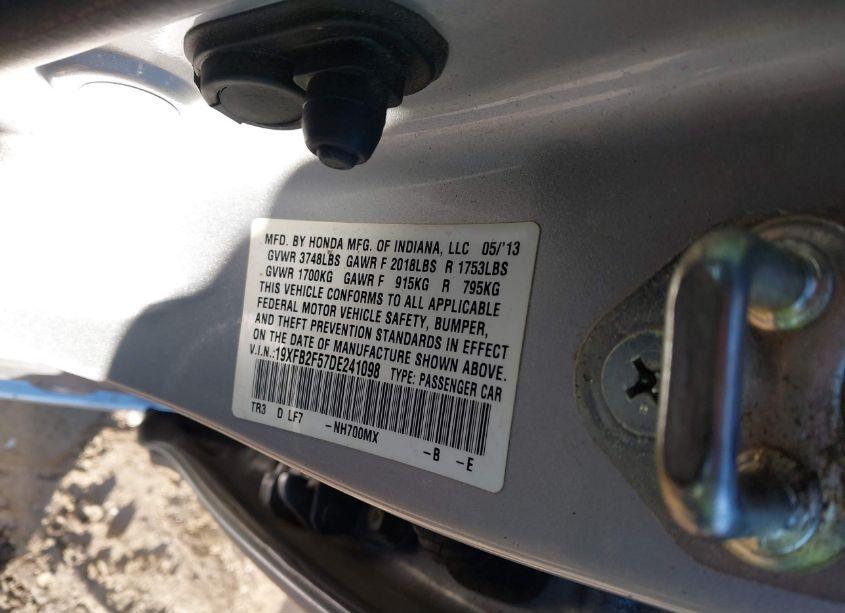 MFD. BY HONDA MFG. OF INDIANA, LLC 05/'13
GVWR 3748LBS GAWR F 2018LBS R 1753LBS
GVWR 1700KG GAWR F 915KG R 795KG
THIS VEHICLE CONFORMS TO ALL APPLICABLE
FEDERAL MOTOR VEHICLE SAFETY, BUMPER,
AND THEFT PREVENTION STANDARDS IN EFFECT
ON THE DATE OF MANUFACTURE SHOWN ABOVE.
V.I.N.:19XFB2F57DE241098 TYPE: PASSENGER CAR
TR3 D LF7 -NH700MX -B -E